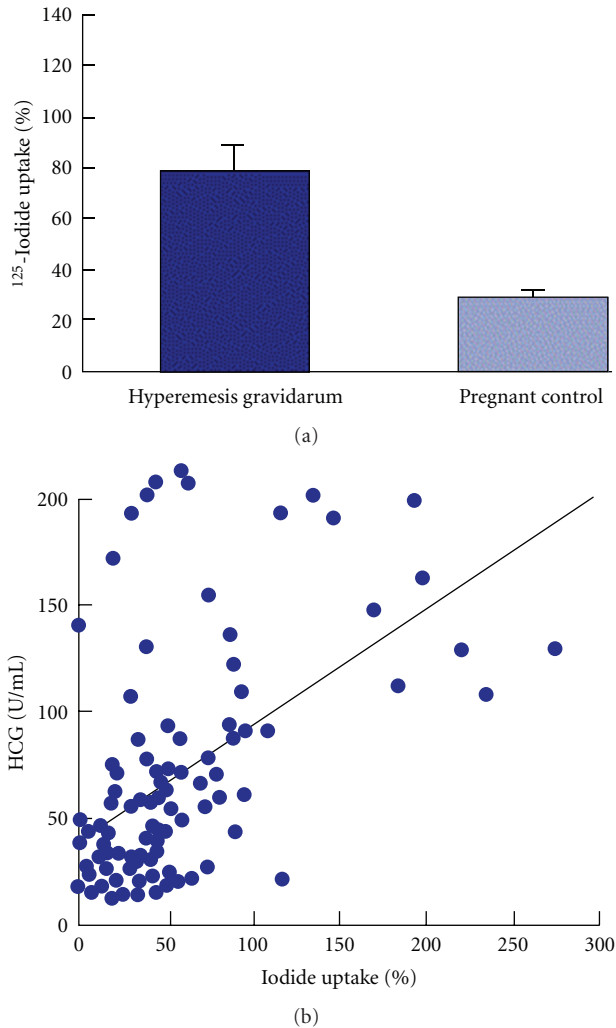 140
120
100
80
60
40
20
0
¹²⁵-Iodide uptake (%)
Hyperemesis gravidarum
Pregnant control
(a)
200
150
100
50
0
HCG (U/mL)
0 50 100 150 200 250 300
Iodide uptake (%)
(b)